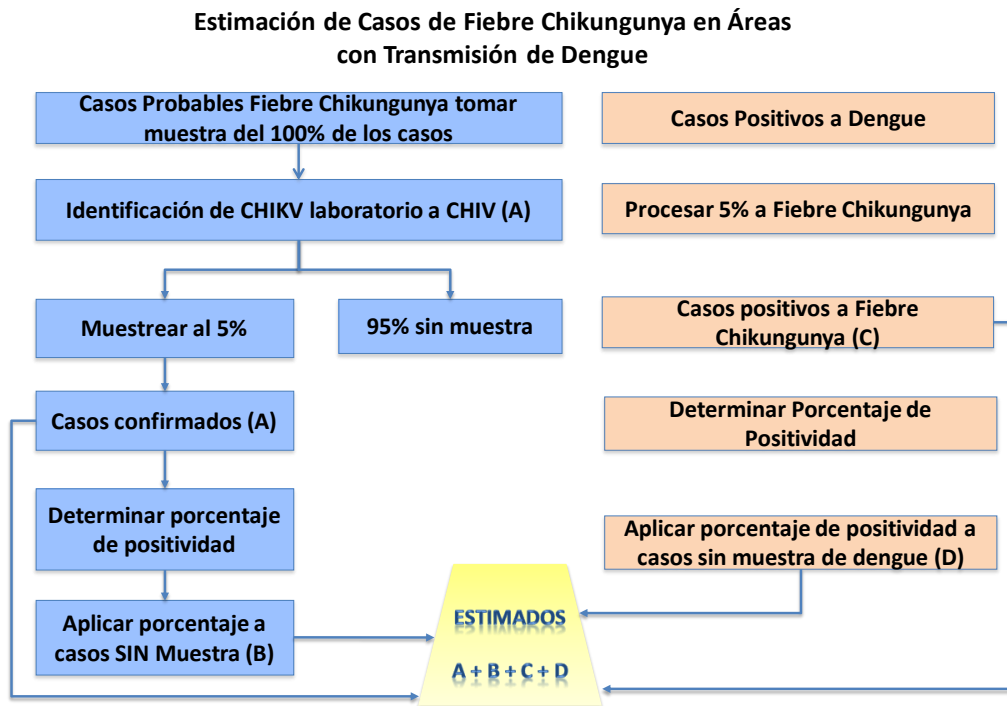 Estimación de Casos de Fiebre Chikungunya en Áreas
con Transmisión de Dengue
Casos Probables Fiebre Chikungunya tomar
muestra del 100% de los casos
Identificación de CHIKV laboratorio a CHIV (A)
Muestrear al 5%
95% sin muestra
Casos confirmados (A)
Determinar porcentaje
de positividad
Aplicar porcentaje a
casos SIN Muestra (B)
Casos Positivos a Dengue
Procesar 5% a Fiebre Chikungunya
Casos positivos a Fiebre
Chikungunya (C)
Determinar Porcentaje de
Positividad
Aplicar porcentaje de positividad a
casos sin muestra de dengue (D)
ESTIMADOS
A + B + C + D